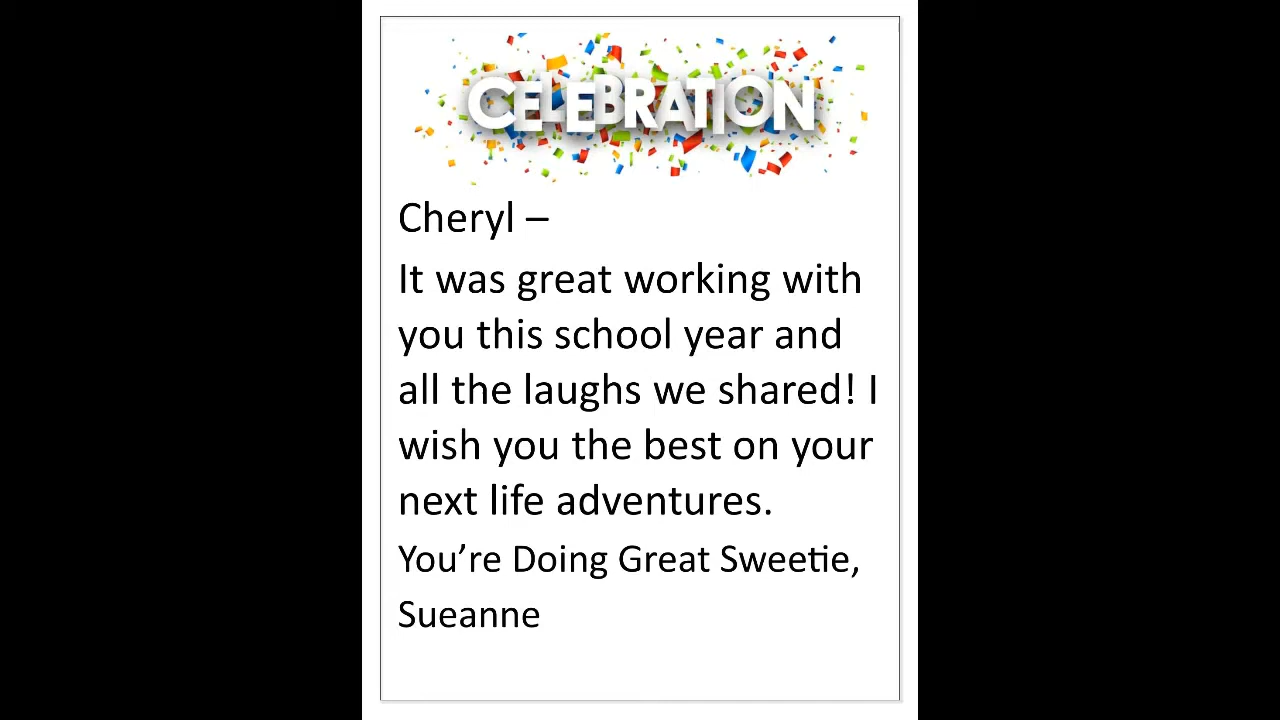 CELEBRATION
Cheryl –
It was great working with
you this school year and
all the laughs we shared! I
wish you the best on your
next life adventures.
You’re Doing Great Sweetie,
Sueanne